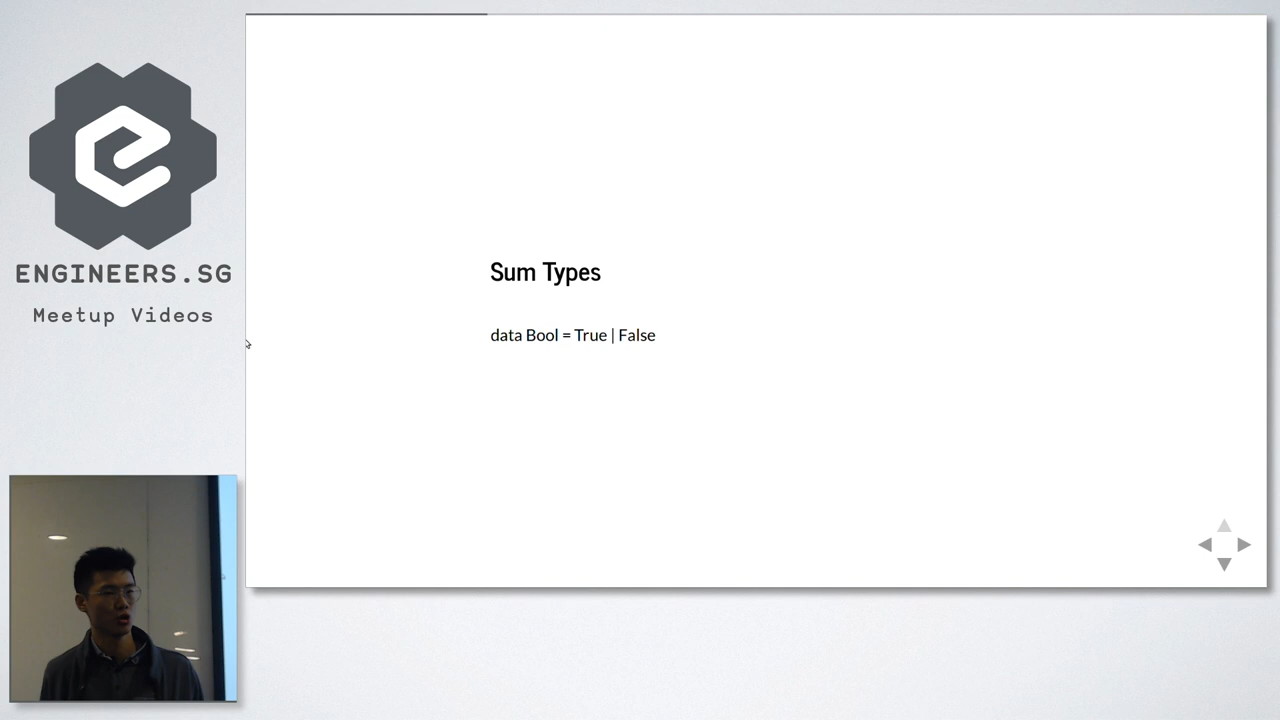 ENGINEERS.SG
Meetup Videos
Sum Types
data Bool = True | False